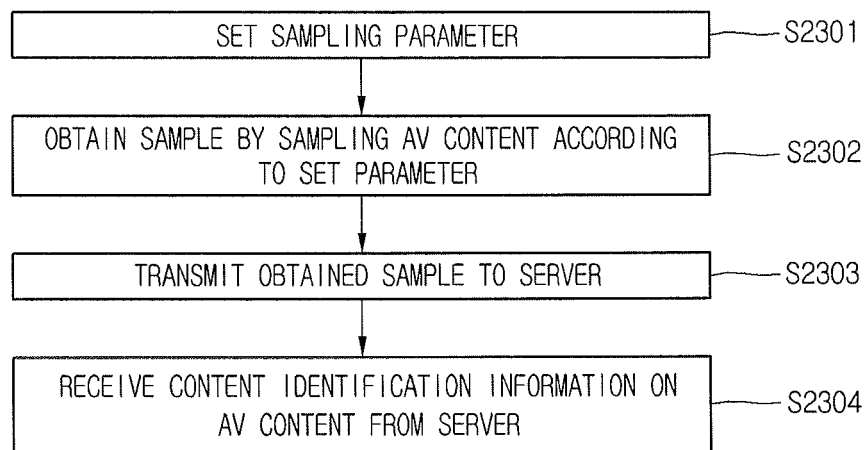 SET SAMPLING PARAMETER
S2301
OBTAIN SAMPLE BY SAMPLING AV CONTENT ACCORDING
TO SET PARAMETER
S2302
TRANSMIT OBTAINED SAMPLE TO SERVER
S2303
RECEIVE CONTENT IDENTIFICATION INFORMATION ON
AV CONTENT FROM SERVER
S2304